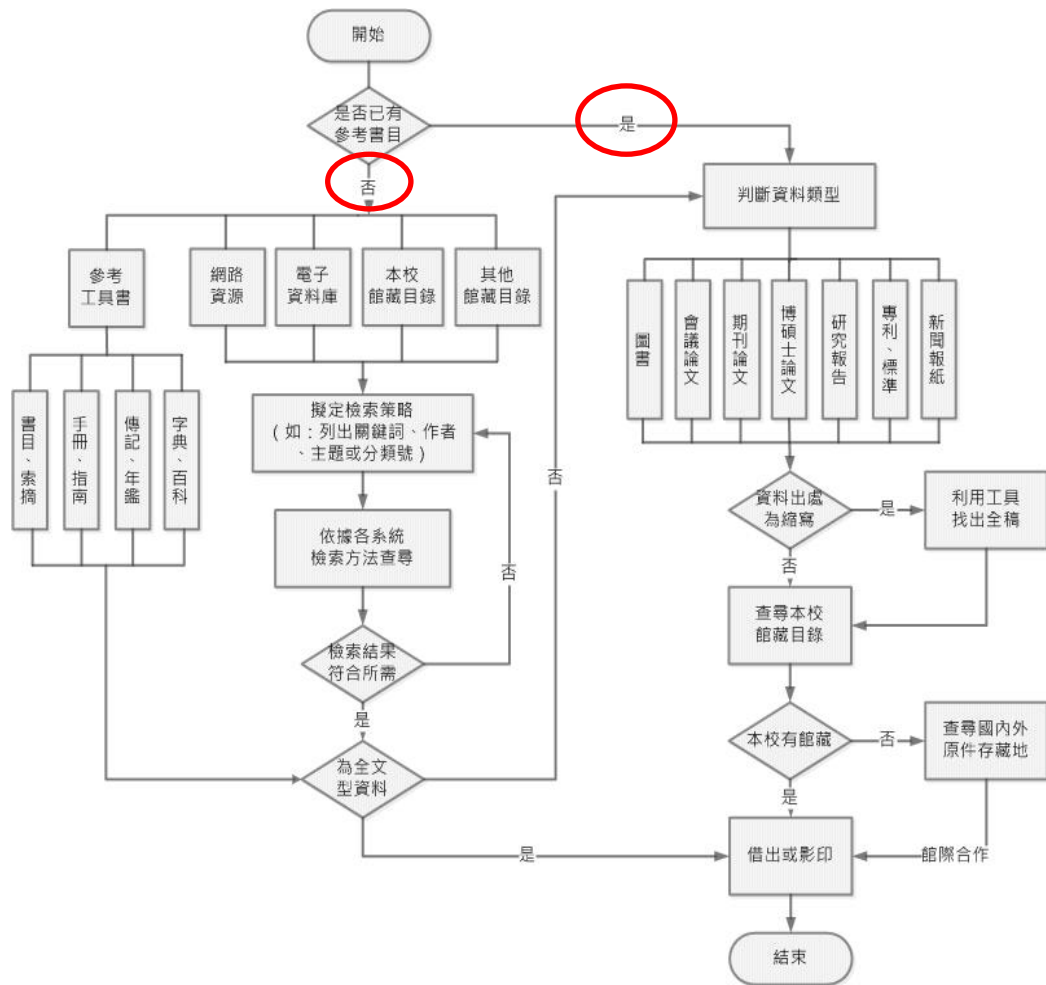 開始
是否已有
參考書目
是
否
判斷資料類型
參考
工具書
網路
資源
電子
資料庫
本校
館藏目錄
其他
館藏目錄
圖書
會議論文
期刊論文
博碩士論文
研究報告
專利、標準
新聞報紙
書目、索摘
手冊、指南
傳記、年鑑
字典、百科
擬定檢索策略
（如：列出關鍵詞、作者
、主題或分類號）
否
資料出處
為縮寫
是
利用工具
找出全稿
依據各系統
檢索方法查尋
否
否
查尋本校
館藏目錄
檢索結果
符合所需
是
本校有館藏
否
查尋國內外
原件存藏地
為全文
型資料
是
是
借出或影印
館際合作
結束